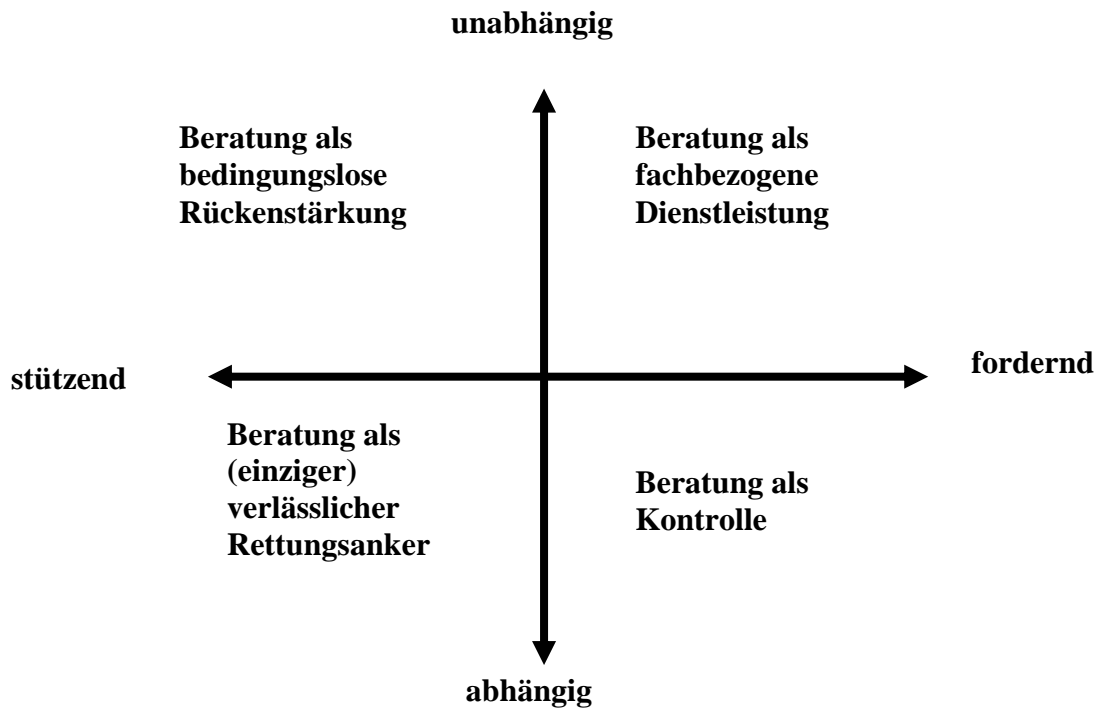 unabhängig
Beratung als
bedingungslose
Rückenstärkung
Beratung als
fachbezogene
Dienstleistung
stützend
fordernd
Beratung als
(einziger)
verlässlicher
Rettungsanker
Beratung als
Kontrolle
abhängig